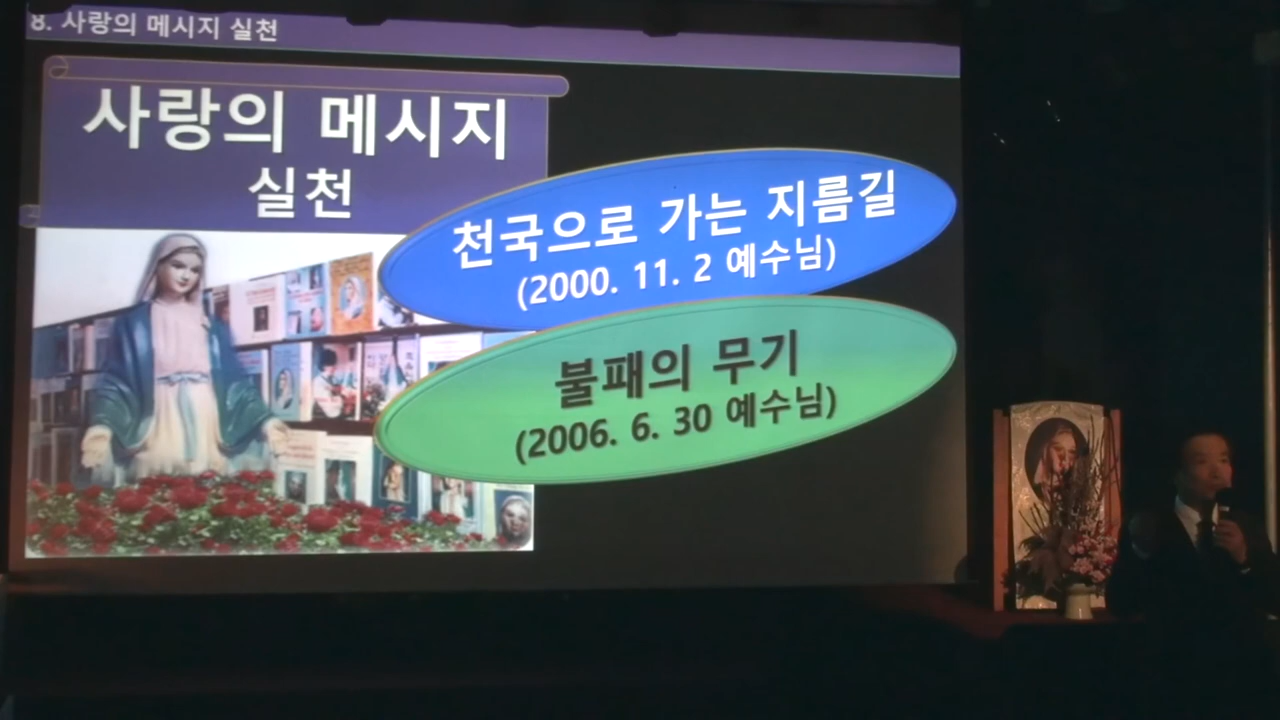 8. 사랑의 메시지 실천
사랑의 메시지
실천
천국으로 가는 지름길
(2000. 11. 2 예수님)
불패의 무기
(2006. 6. 30 예수님)